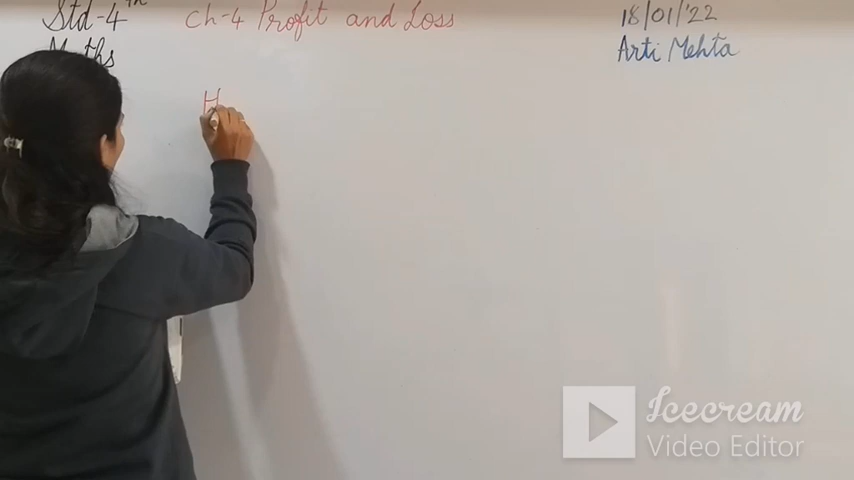 Std-4th Ch-4 Profit and Loss 18/01/'22
Maths Arti Mehta
H
Icecream
Video Editor